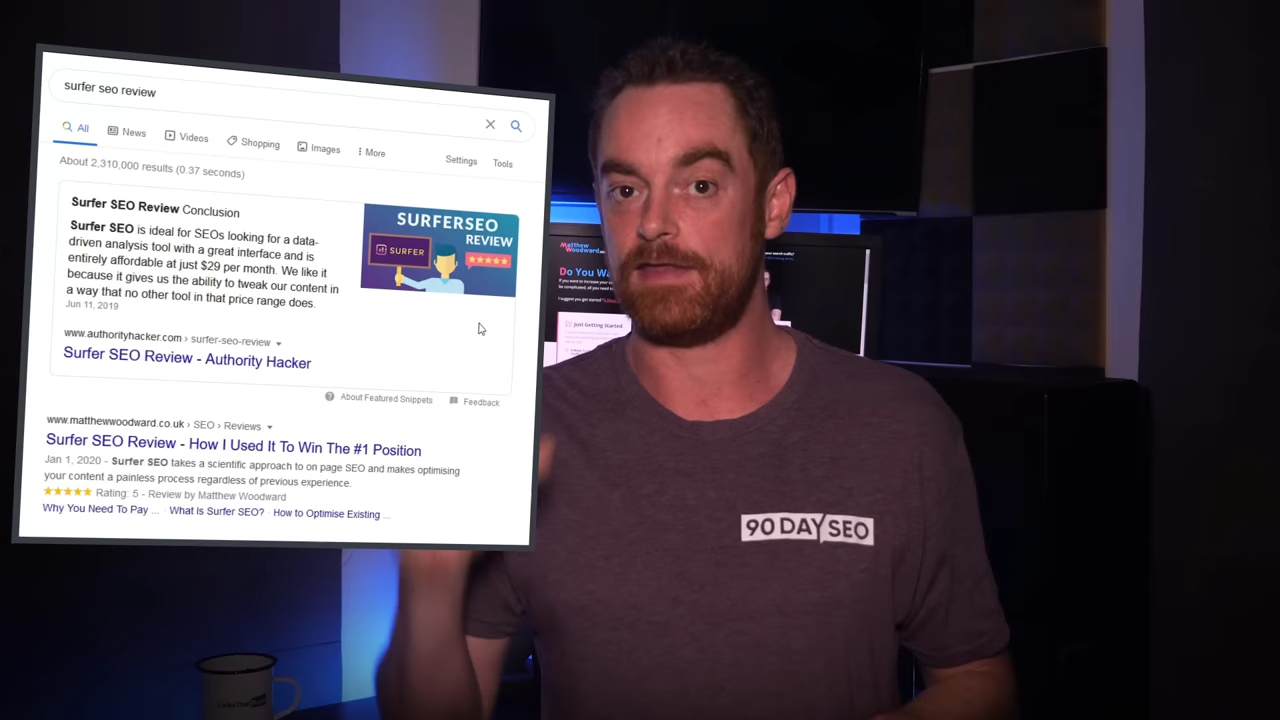 surfer seo review
All News Videos Shopping Images More Settings Tools
About 2,310,000 results (0.37 seconds)
Surfer SEO Review Conclusion
Surfer SEO is ideal for SEOs looking for a data-
driven analysis tool with a great interface and is
entirely affordable at just $29 per month. We like it
because it gives us the ability to tweak our content in
a way that no other tool in that price range does.
Jun 11, 2019
SURFERSEO
REVIEW
SURFER
www.authorityhacker.com › surfer-seo-review
Surfer SEO Review - Authority Hacker
About Featured Snippets Feedback
www.matthewwoodward.co.uk › SEO › Reviews
Surfer SEO Review - How I Used It To Win The #1 Position
Jan 1, 2020 - Surfer SEO takes a scientific approach to on page SEO and makes optimising
your content a painless process regardless of previous experience.
Rating: 5 - Review by Matthew Woodward
Why You Need To Pay ... · What Is Surfer SEO? · How to Optimise Existing ...
Matthew
Woodward
Do You Wa
Just Getting Started
90 DAY SEO